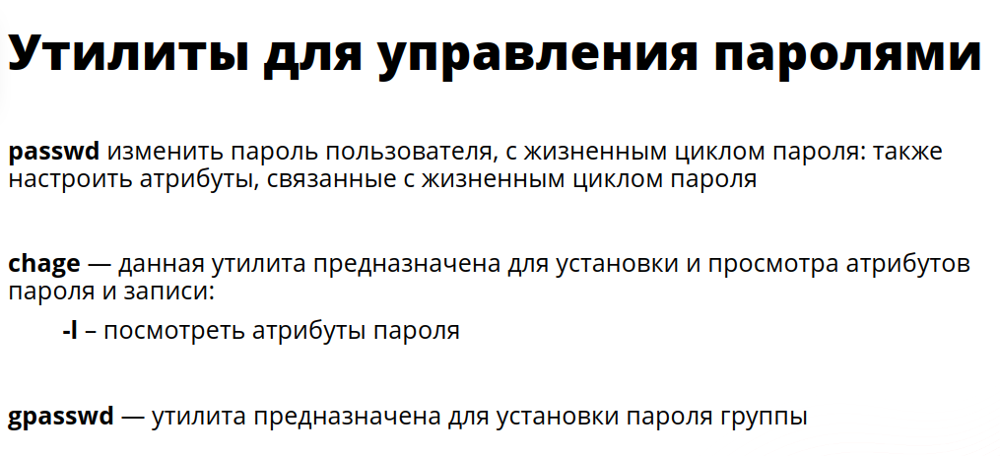 Утилиты для управления паролями
passwd изменить пароль пользователя, с жизненным циклом пароля: также
настроить атрибуты, связанные с жизненным циклом пароля
chage — данная утилита предназначена для установки и просмотра атрибутов
пароля и записи:
-l – посмотреть атрибуты пароля
gpasswd — утилита предназначена для установки пароля группы